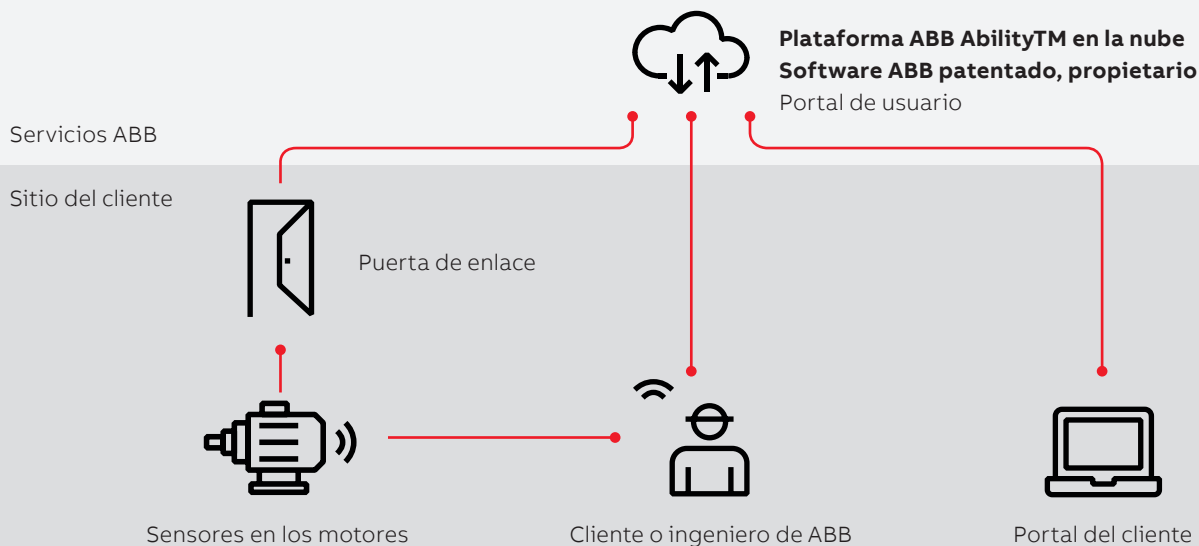 Plataforma ABB AbilityTM en la nube
Software ABB patentado, propietario
Portal de usuario
Servicios ABB
Sitio del cliente
Puerta de enlace
Sensores en los motores
Cliente o ingeniero de ABB
Portal del cliente